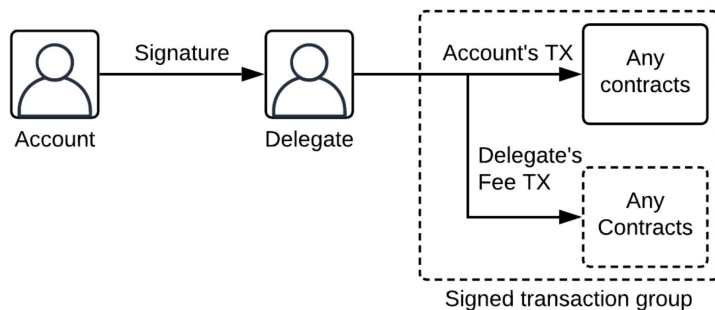 Signature
Account
Delegate
Account's TX
Any
contracts
Delegate's
Fee TX
Any
Contracts
Signed transaction group